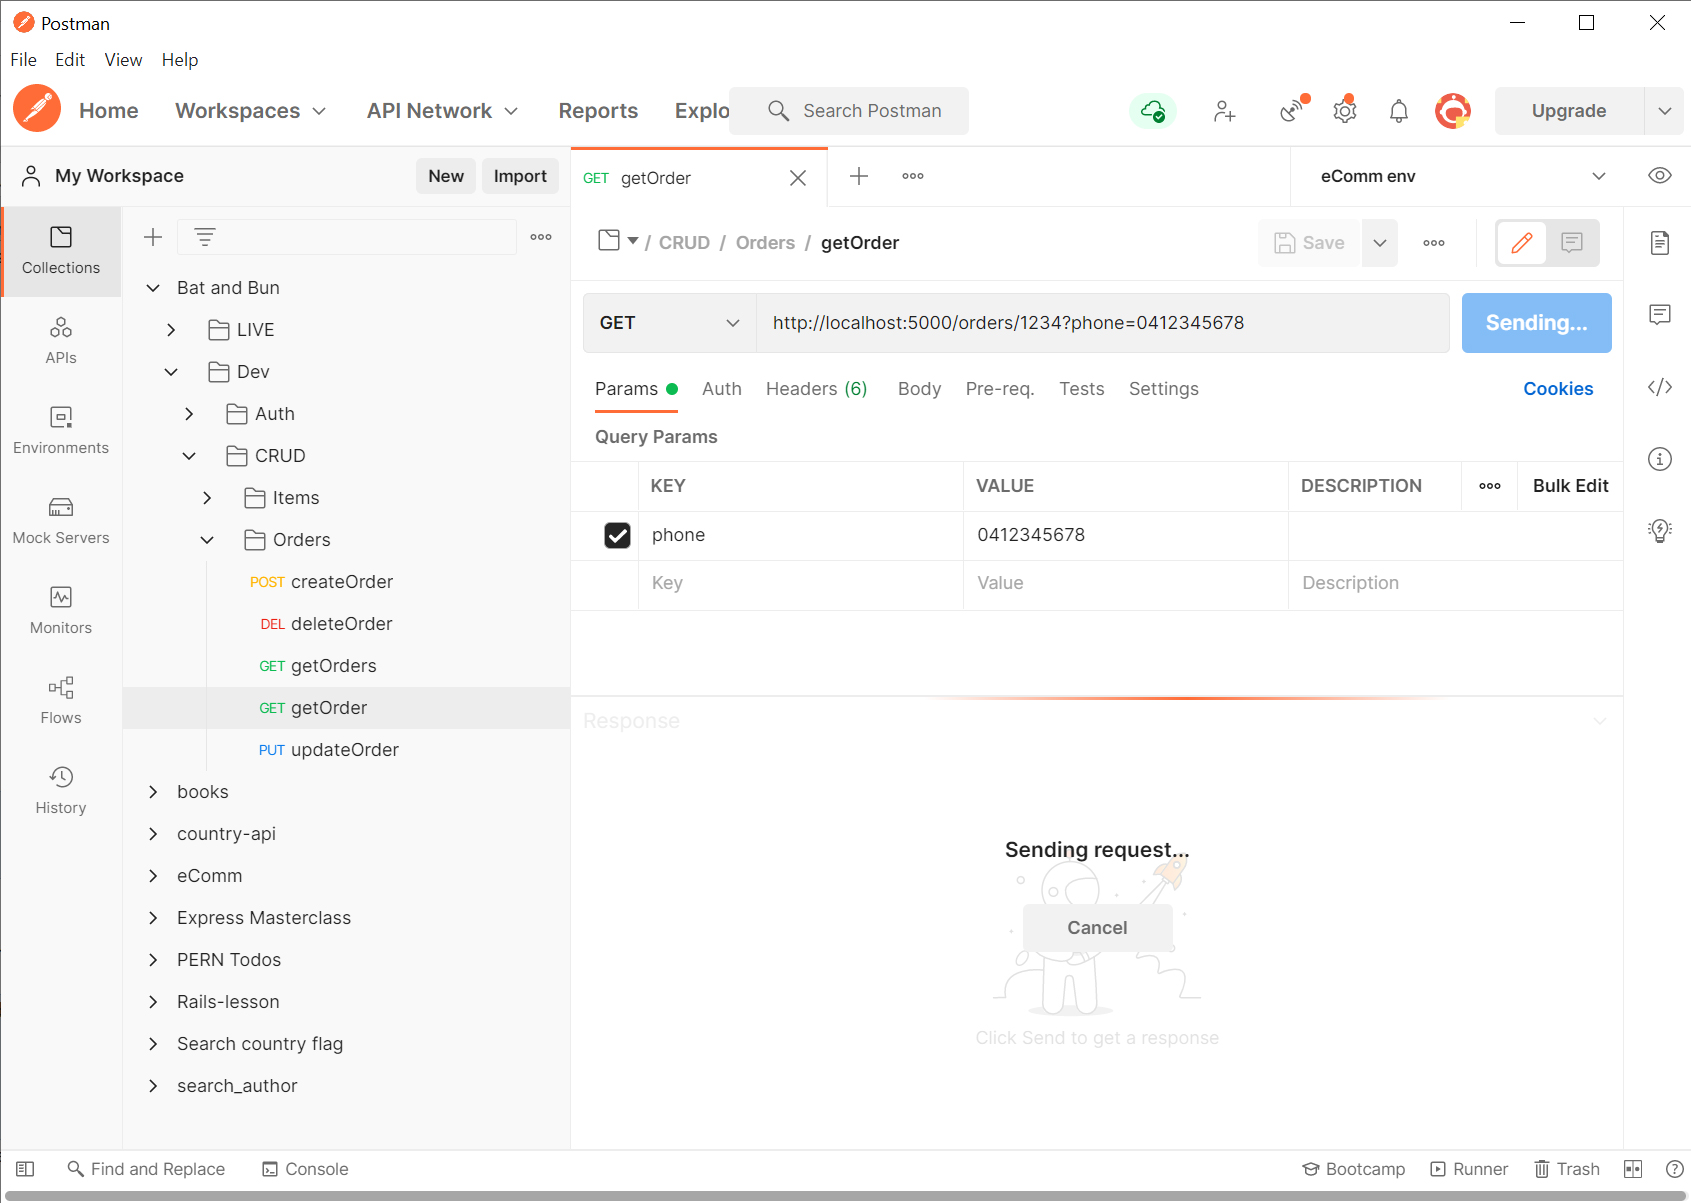 Postman
File Edit View Help
Home Workspaces API Network Reports Explo Search Postman Upgrade
My Workspace New Import
GET getOrder
eComm env
Collections
APIs
Environments
Mock Servers
Monitors
Flows
History
Bat and Bun
LIVE
Dev
Auth
CRUD
Items
Orders
POST createOrder
DEL deleteOrder
GET getOrders
GET getOrder
PUT updateOrder
books
country-api
eComm
Express Masterclass
PERN Todos
Rails-lesson
Search country flag
search_author
/ CRUD / Orders / getOrder
Save
GET http://localhost:5000/orders/1234?phone=0412345678 Sending...
Params Auth Headers (6) Body Pre-req. Tests Settings Cookies
Query Params
KEY VALUE DESCRIPTION Bulk Edit
phone 0412345678
Key Value Description
Response
Sending request...
Cancel
Click Send to get a response
Find and Replace Console Bootcamp Runner Trash